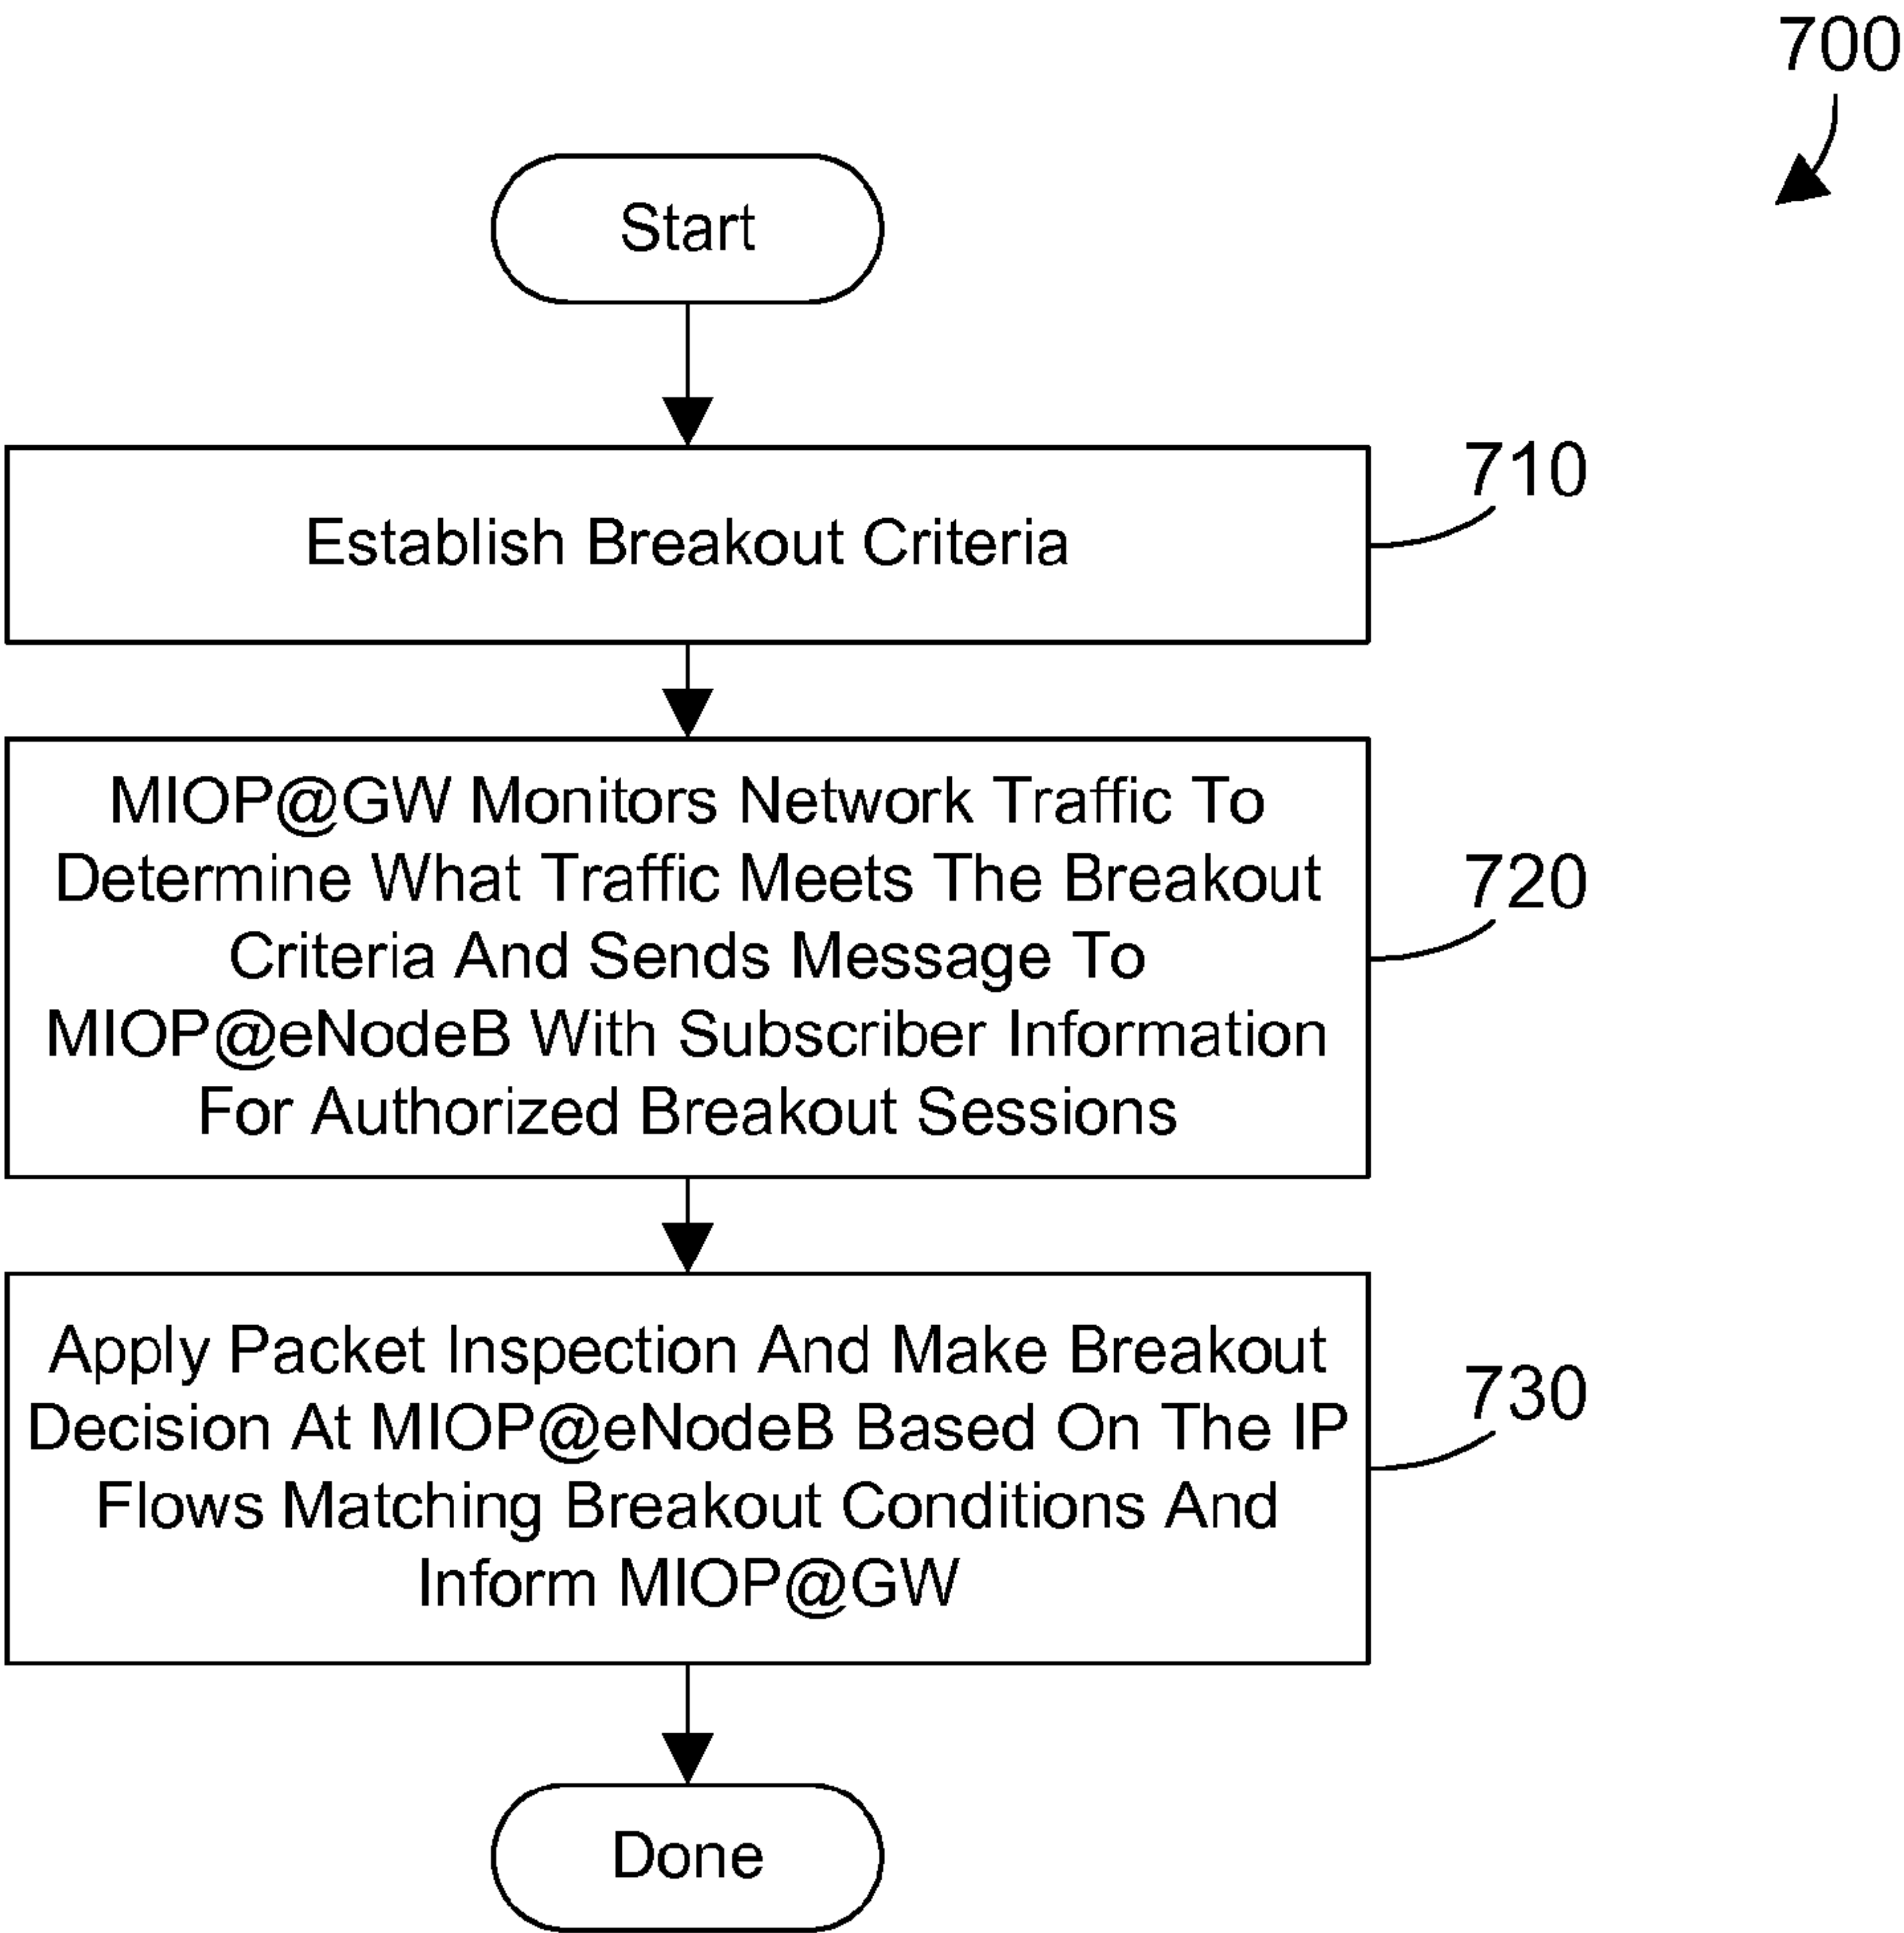 700
Start
Establish Breakout Criteria
710
MIOP@GW Monitors Network Traffic To
Determine What Traffic Meets The Breakout
Criteria And Sends Message To
MIOP@eNodeB With Subscriber Information
For Authorized Breakout Sessions
720
Apply Packet Inspection And Make Breakout
Decision At MIOP@eNodeB Based On The IP
Flows Matching Breakout Conditions And
Inform MIOP@GW
730
Done